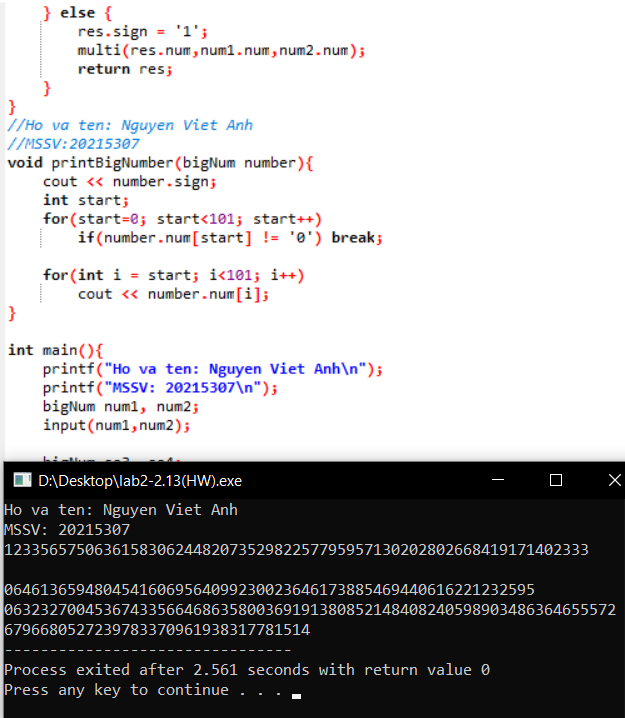 } else {
res.sign = '1';
multi(res.num,num1.num,num2.num);
return res;
}
}
//Ho va ten: Nguyen Viet Anh
//MSSV:20215307
void printBigNumber(bigNum number){
cout << number.sign;
int start;
for(start=0; start<101; start++)
if(number.num[start] != '0') break;
for(int i = start; i<101; i++)
cout << number.num[i];
}
int main(){
printf("Ho va ten: Nguyen Viet Anh\n");
printf("MSSV: 20215307\n");
bigNum num1, num2;
input(num1,num2);
D:\Desktop\lab2-2.13(HW).exe
Ho va ten: Nguyen Viet Anh
MSSV: 20215307
12335657506361583062448207352982257795957130202802668419171402333
06461365948045416069564099230023646173885469440616221232595
06323270045367433566468635800369191380852148408240598903486364655572
6796680527239783370961938317781514
--------------------------------
Process exited after 2.561 seconds with return value 0
Press any key to continue . . .